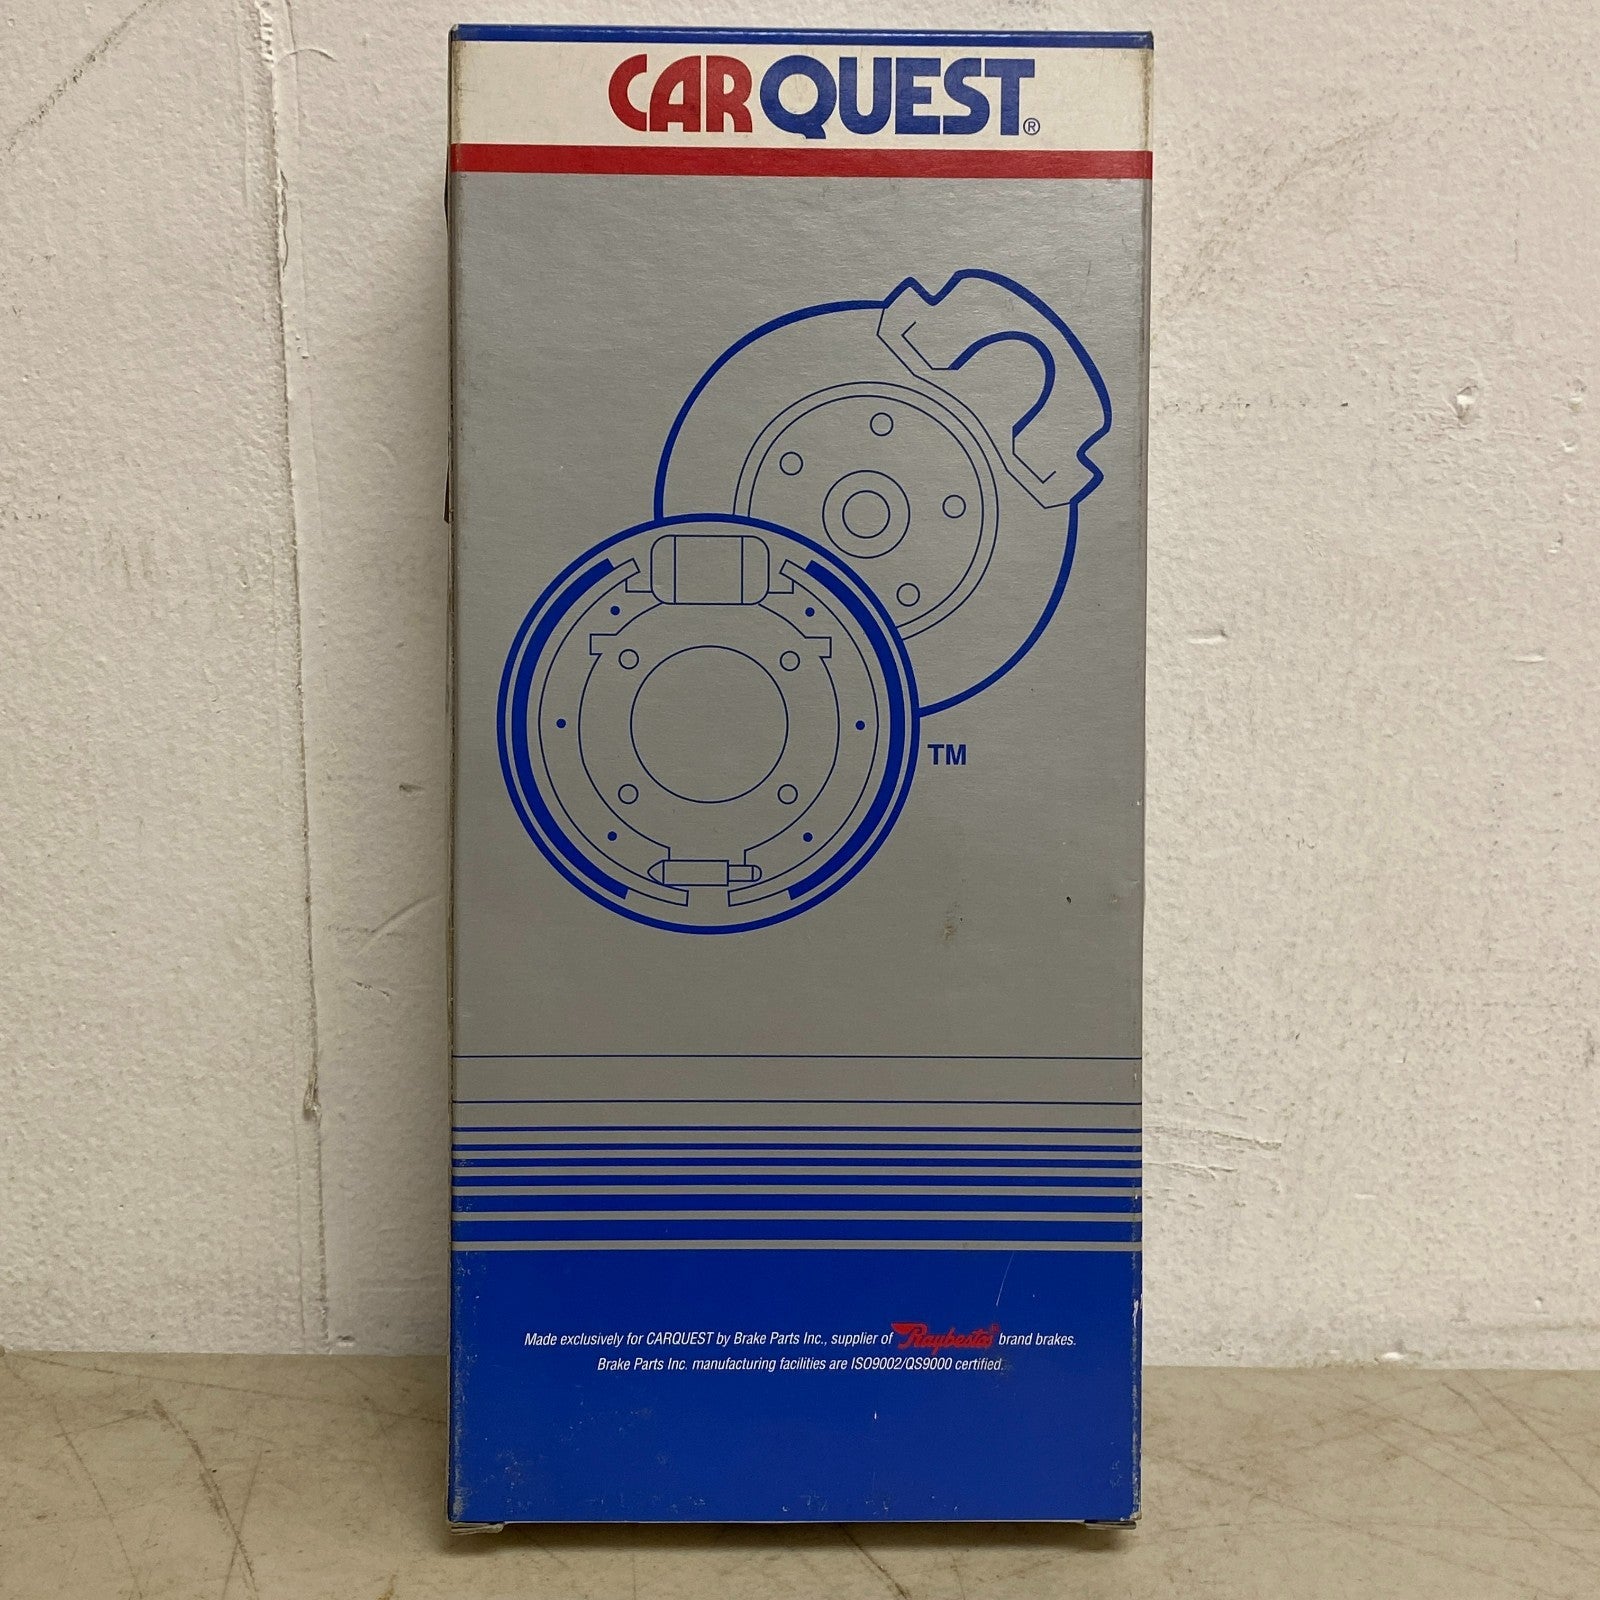 CARQUEST®
TM
Made exclusively for CARQUEST by Brake Parts Inc., supplier of Raybestos® brand brakes.
Brake Parts Inc. manufacturing facilities are ISO9002/QS9000 certified.